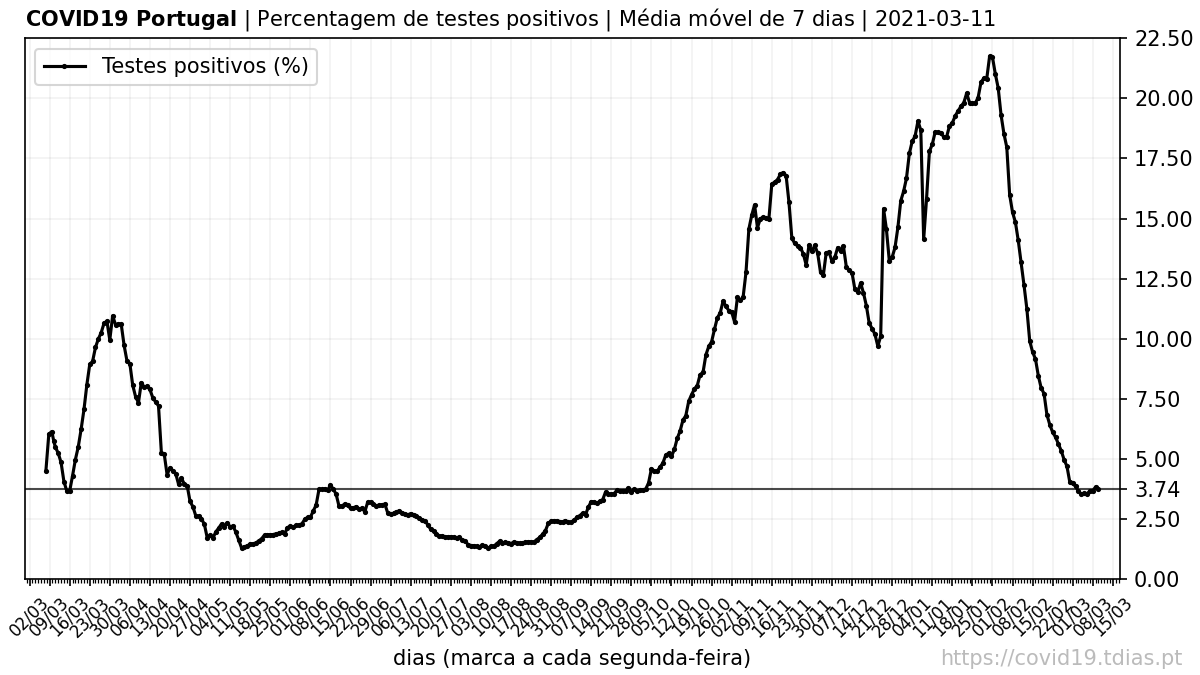 COVID19 Portugal | Percentagem de testes positivos | Média móvel de 7 dias | 2021-03-11
Testes positivos (%)
22.50
20.00
17.50
15.00
12.50
10.00
7.50
5.00
3.74
2.50
0.00
02/03 09/03 16/03 23/03 30/03 06/04 13/04 20/04 27/04 04/05 11/05 18/05 25/05 01/06 08/06 15/06 22/06 29/06 06/07 13/07 20/07 27/07 03/08 10/08 17/08 24/08 31/08 07/09 14/09 21/09 28/09 05/10 12/10 19/10 26/10 02/11 09/11 16/11 23/11 30/11 07/12 14/12 21/12 28/12 04/01 11/01 18/01 25/01 01/02 08/02 15/02 22/02 01/03 08/03 15/03
dias (marca a cada segunda-feira)
https://covid19.tdias.pt